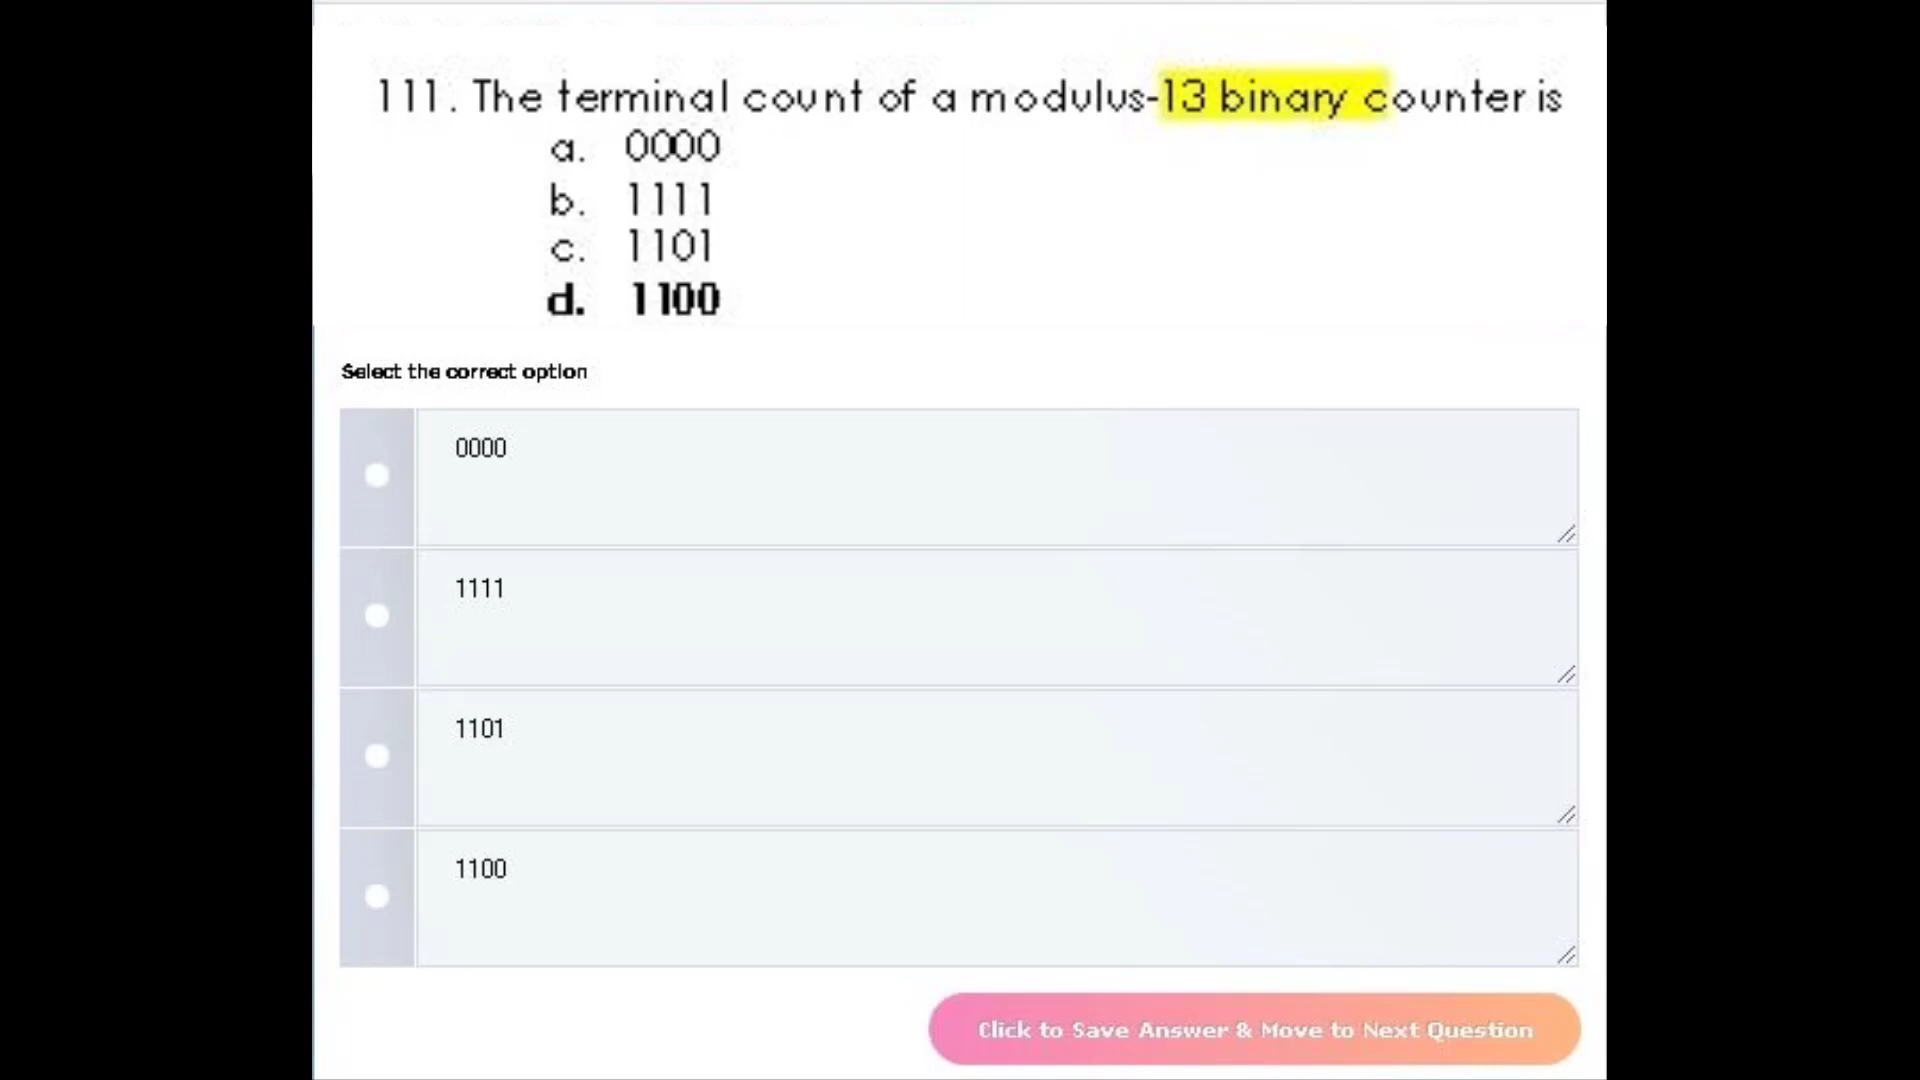 111. The terminal count of a modulus-13 binary counter is
a. 0000
b. 1111
c. 1101
d. 1100
Select the correct option
0000
1111
1101
1100
Click to Save Answer & Move to Next Question